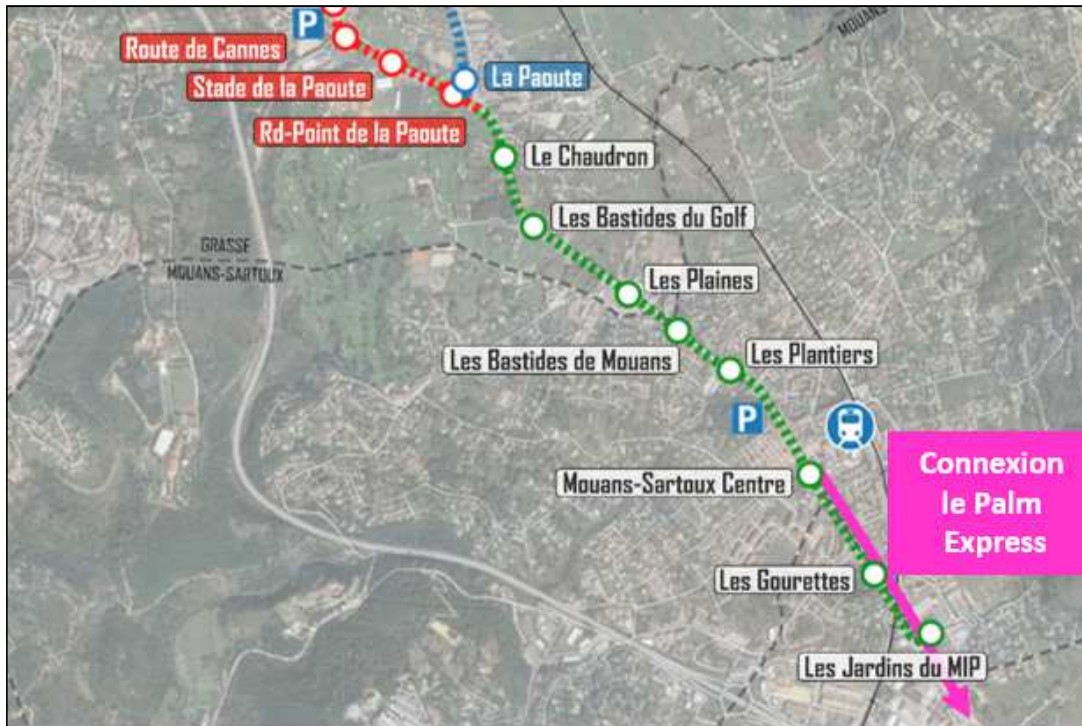 P
Route de Cannes
Stade de la Paoute
La Paoute
Rd-Point de la Paoute
MOUANS
Le Chaudron
Les Bastides du Golf
GRASSE
MOUANS-SARTOUX
Les Plaines
Les Bastides de Mouans
Les Plantiers
P
Connexion
le Palm
Express
Mouans-Sartoux Centre
Les Gourettes
Les Jardins du MIP